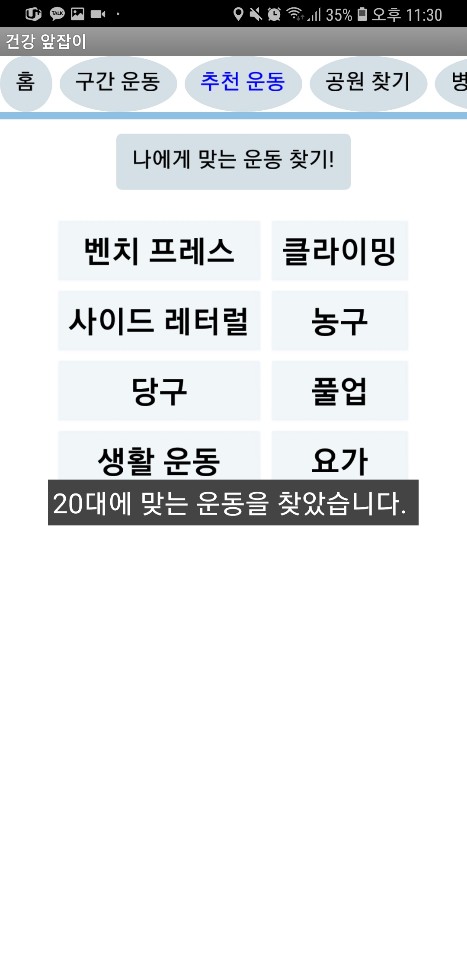 TALK 35% 오후 11:30
건강 앞잡이
홈 구간 운동 추천 운동 공원 찾기
나에게 맞는 운동 찾기!
벤치 프레스 클라이밍
사이드 레터럴 농구
당구 풀업
생활 운동 요가
20대에 맞는 운동을 찾았습니다.